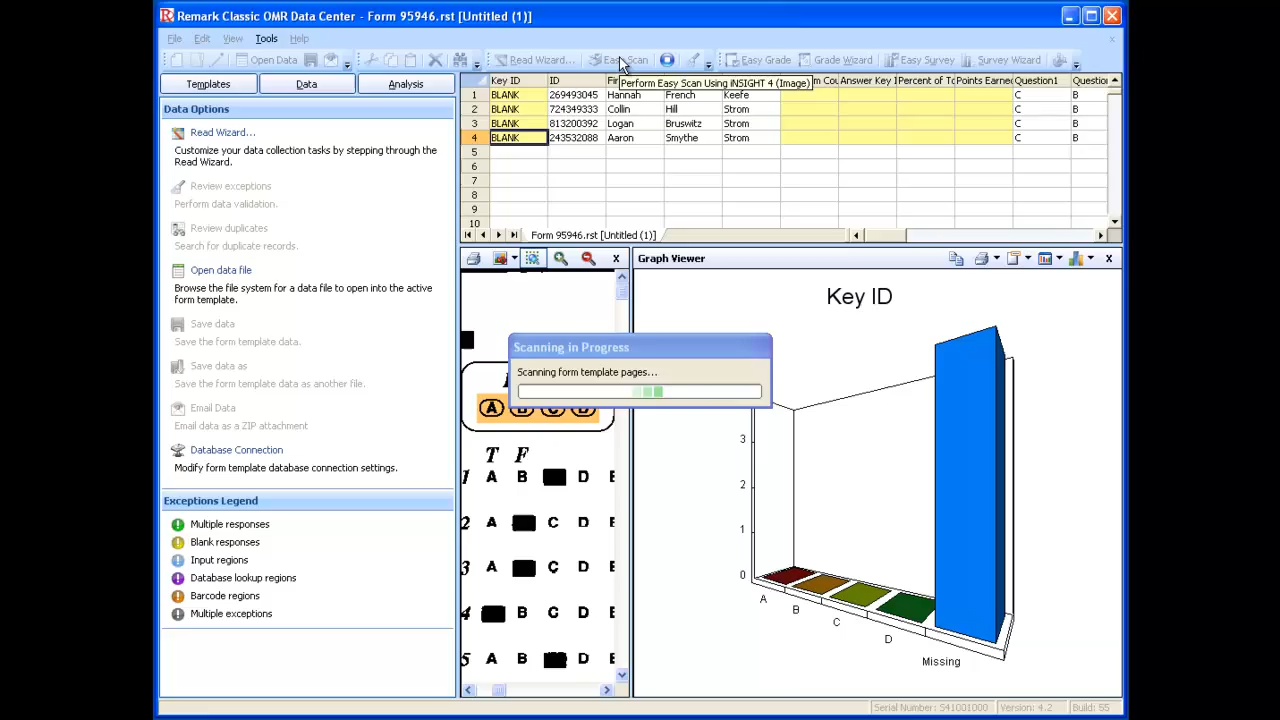 Remark Classic OMR Data Center - Form 95946.rst [Untitled (1)]
File Edit View Tools Help
Open Data Read Wizard... Easy Scan Easy Grade Grade Wizard Easy Survey Survey Wizard
Perform Easy Scan Using iNSIGHT 4 (Image)
Templates Data Analysis
Key ID ID Answer Key Percent of Points Earne Question1
1 BLANK 269493045 Hannah French Keefe C B
2 BLANK 724349333 Collin Hill Strom C B
3 BLANK 813200392 Logan Bruswitz Strom C B
4 BLANK 243532088 Aaron Smythe Strom C B
5
6
7
8
9
10
Form 95946.rst [Untitled (1)]
Data Options
Read Wizard...
Customize your data collection tasks by stepping through the
Read Wizard.
Review exceptions
Perform data validation.
Review duplicates
Search for duplicate records.
Open data file
Browse the file system for a data file to open into the active
form template.
Save data
Save the form template data.
Save data as
Save the form template data as another file.
Email Data
Email data as a ZIP attachment
Database Connection
Modify form template database connection settings.
Exceptions Legend
Multiple responses
Blank responses
Input regions
Database lookup regions
Barcode regions
Multiple exceptions
Scanning in Progress
Scanning form template pages...
A B C D
T F
1 A B D E
2 A C D E
3 A C D E
4 B C D E
5 A B D E
Graph Viewer
Key ID
3
2
1
0
A
B
C
D
Missing
Serial Number: 541001000 Version: 4.2 Build: 55